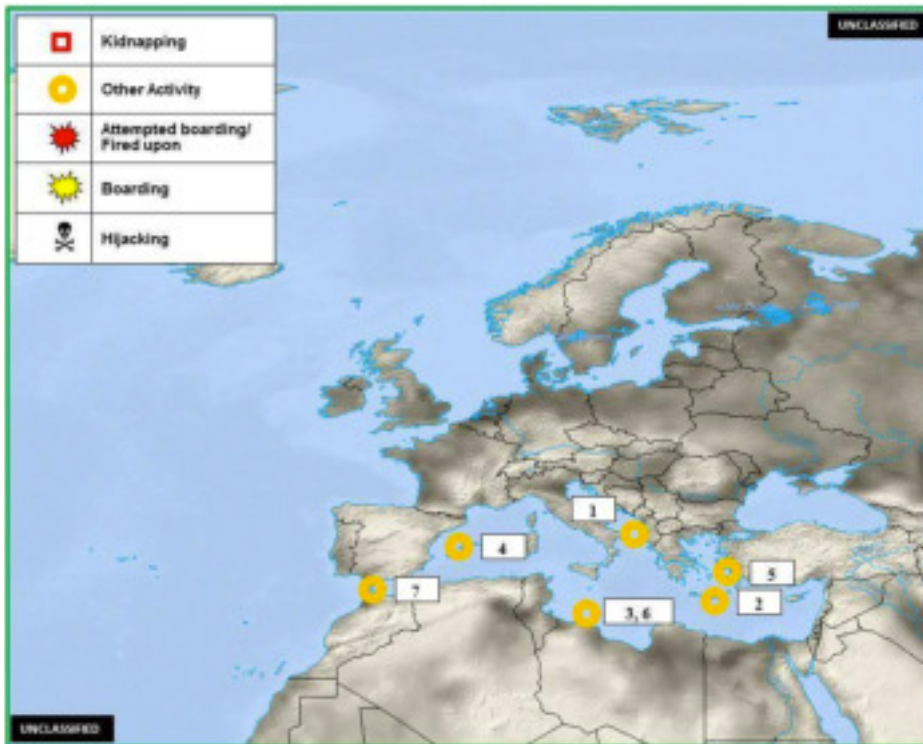 UNCLASSIFIED
Kidnapping
Other Activity
Attempted boarding/
Fired upon
Boarding
Hijacking
1
4
5
7
2
3, 6
UNCLASSIFIED